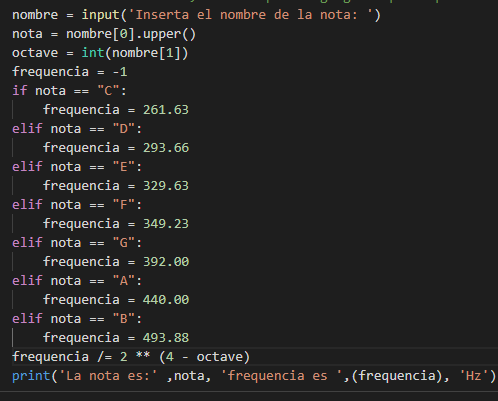 nombre = input('Inserta el nombre de la nota: ')
nota = nombre[0].upper()
octave = int(nombre[1])
frequencia = -1
if nota == "C":
    frequencia = 261.63
elif nota == "D":
    frequencia = 293.66
elif nota == "E":
    frequencia = 329.63
elif nota == "F":
    frequencia = 349.23
elif nota == "G":
    frequencia = 392.00
elif nota == "A":
    frequencia = 440.00
elif nota == "B":
    frequencia = 493.88
frequencia /= 2 ** (4 - octave)
print('La nota es:' ,nota, 'frequencia es ',(frequencia), 'Hz')